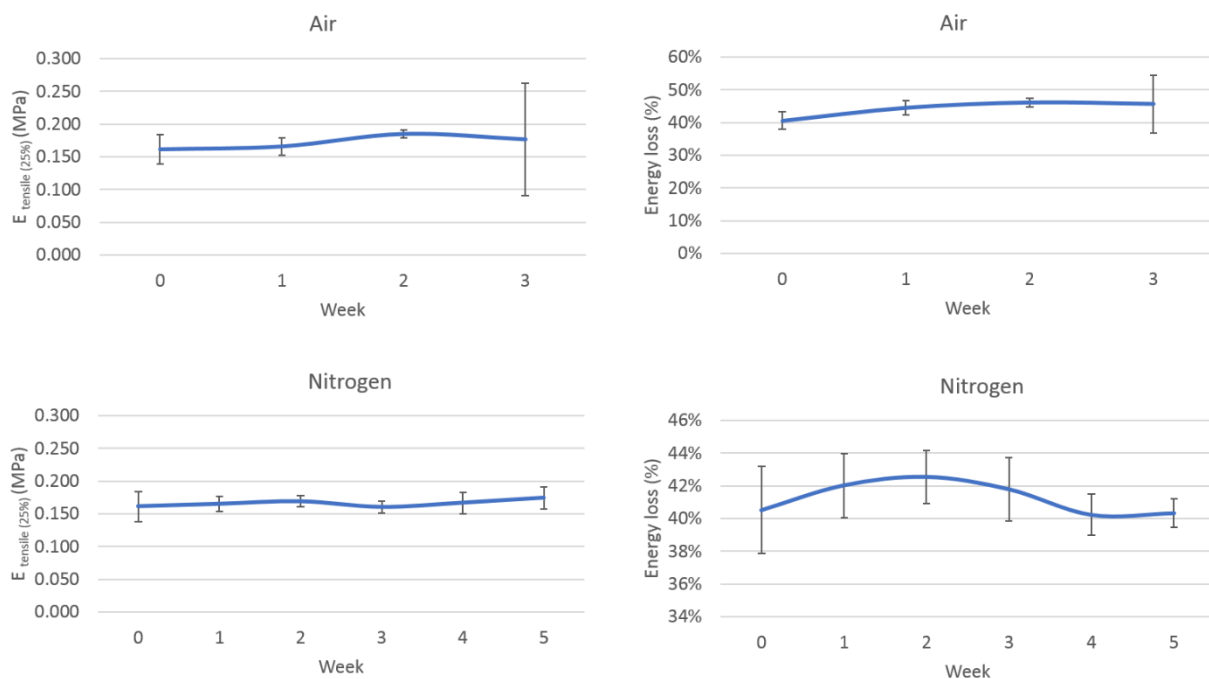 Air
0.300
0.250
0.200
0.150
0.100
0.050
0.000
E tensile (25%) (MPa)
0 1 2 3
Week
Air
60%
50%
40%
30%
20%
10%
0%
Energy loss (%)
0 1 2 3
Week
Nitrogen
0.300
0.250
0.200
0.150
0.100
0.050
0.000
E tensile (25%) (MPa)
0 1 2 3 4 5
Week
Nitrogen
46%
44%
42%
40%
38%
36%
34%
Energy loss (%)
0 1 2 3 4 5
Week